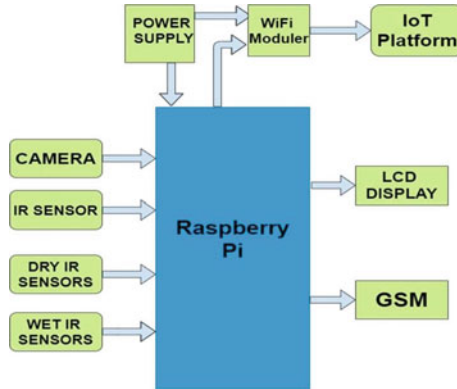 POWER
SUPPLY
WiFi
Moduler
IoT
Platform
CAMERA
IR SENSOR
DRY IR
SENSORS
WET IR
SENSORS
Raspberry
Pi
LCD
DISPLAY
GSM